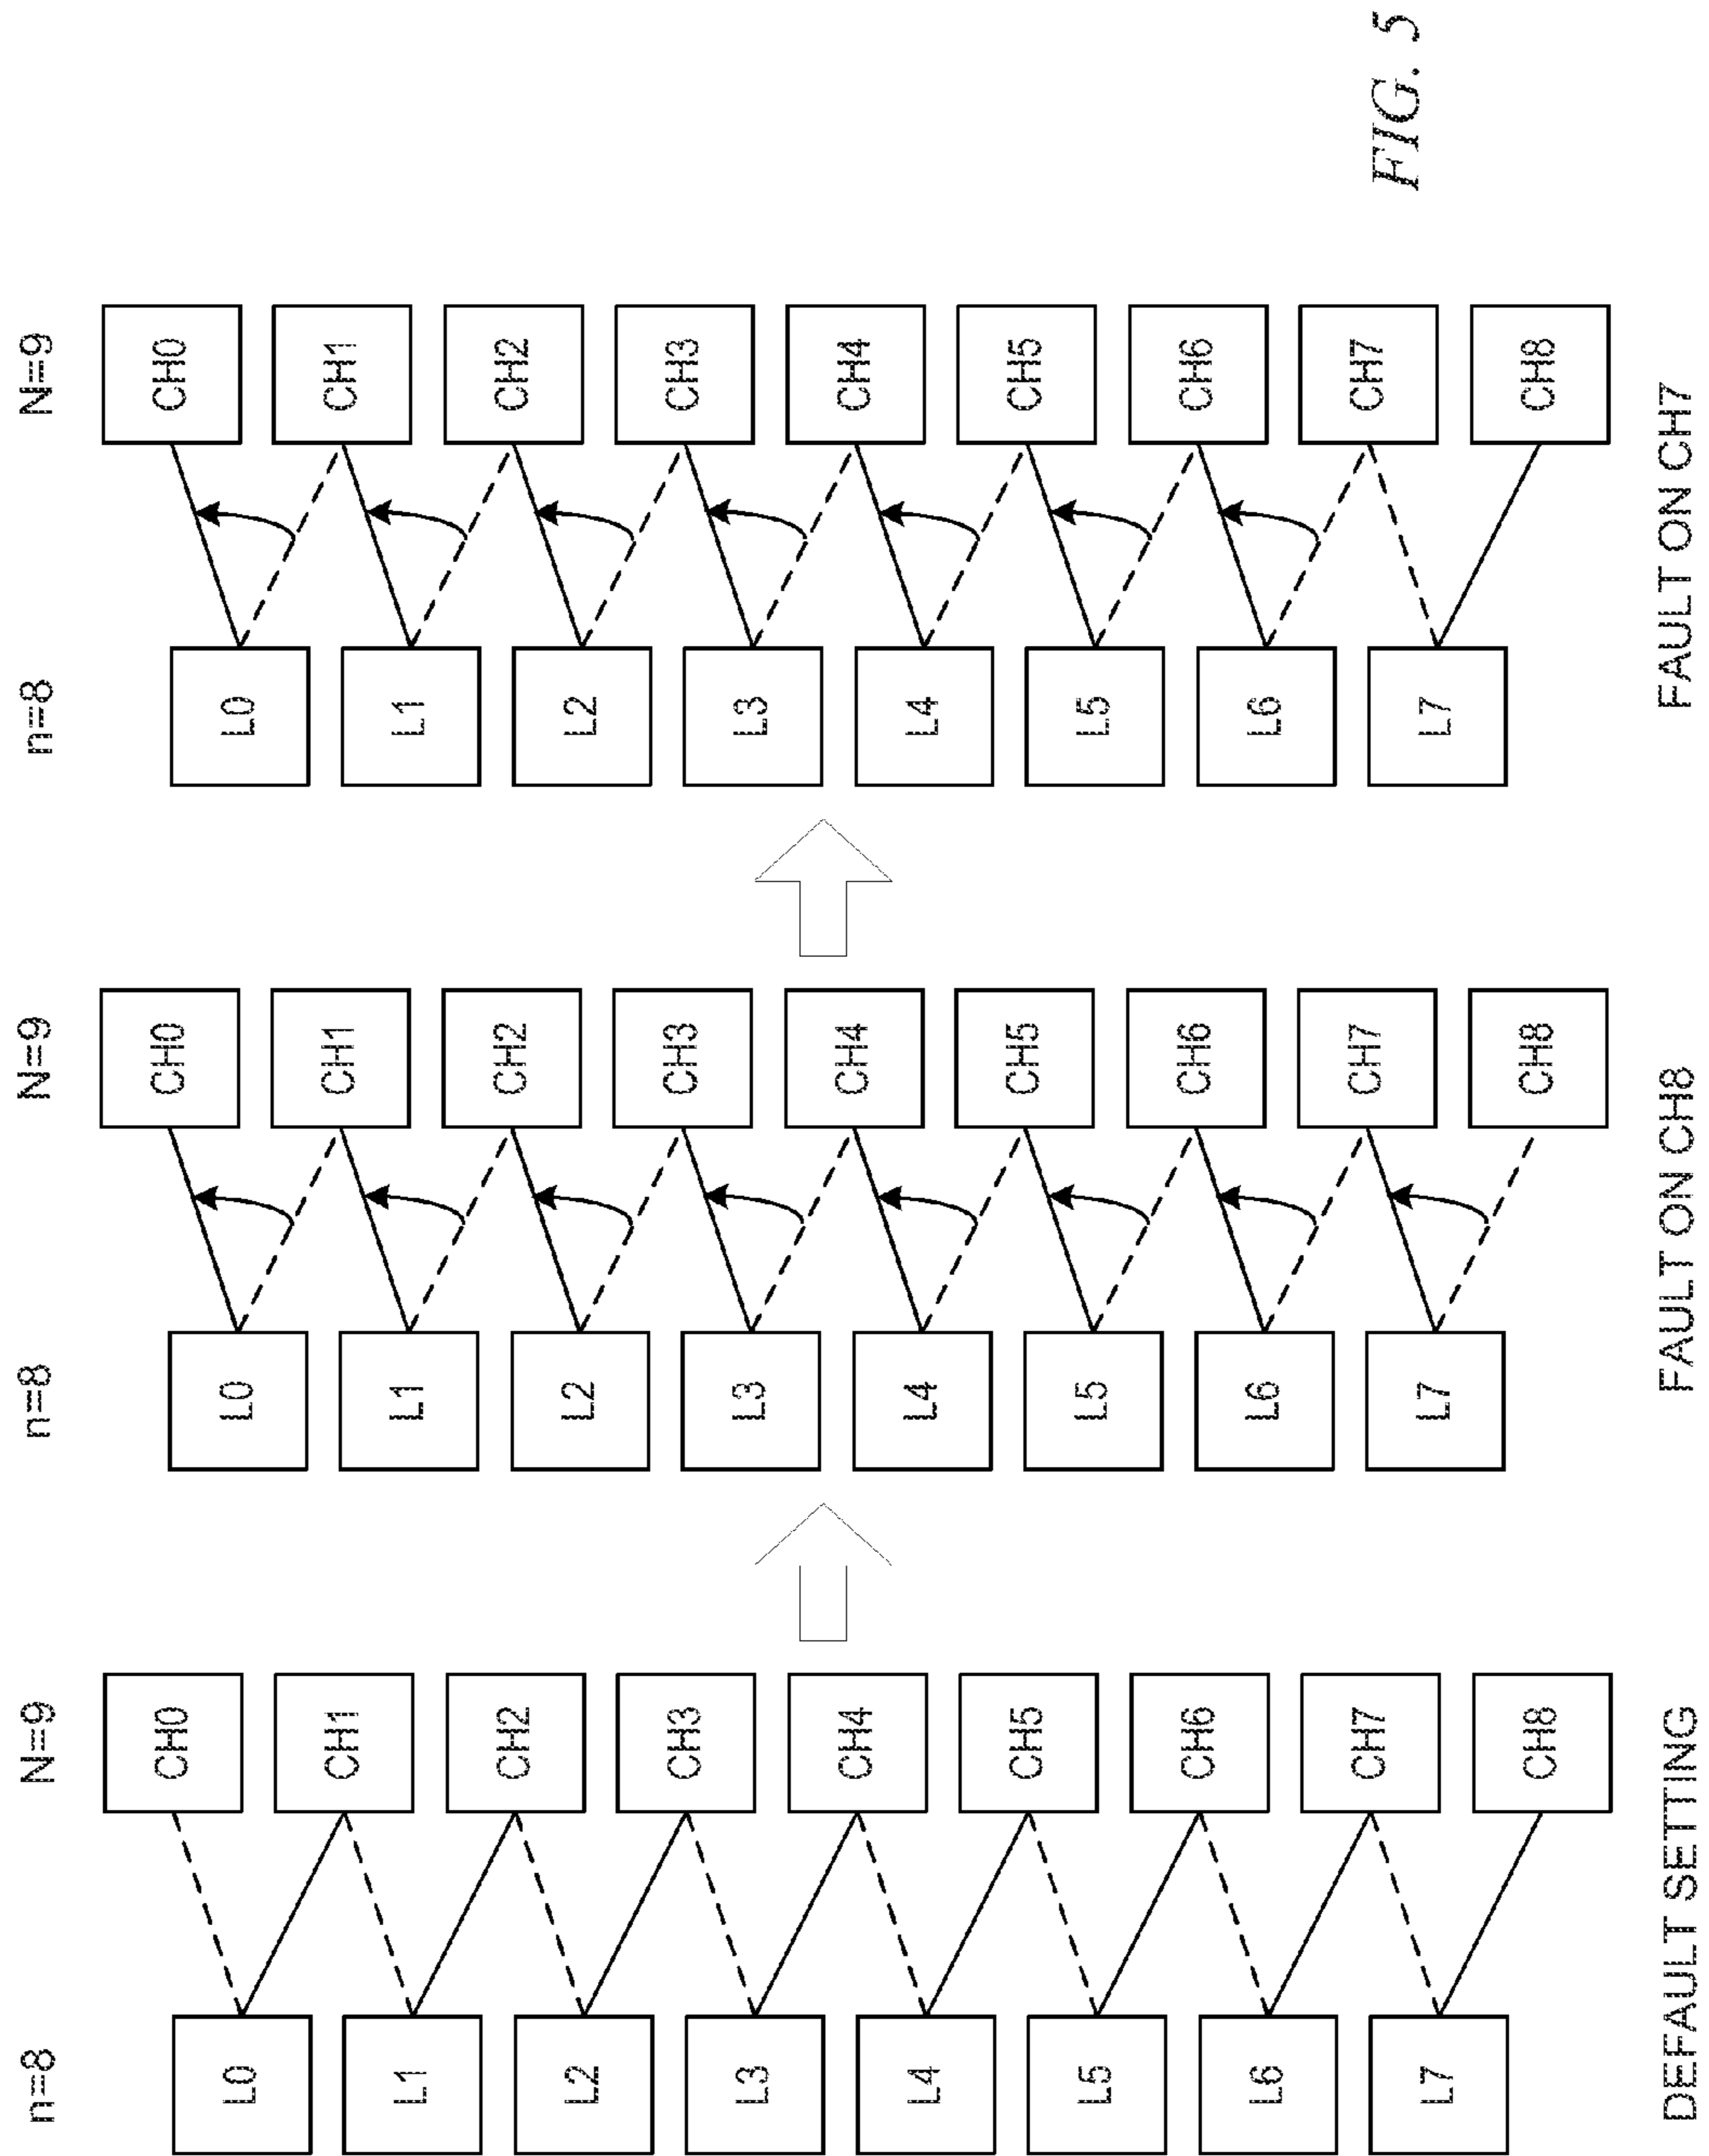 n=8
N=9
L0
L1
L2
L3
L4
L5
L6
L7
CH0
CH1
CH2
CH3
CH4
CH5
CH6
CH7
CH8
DEFAULT SETTING
n=8
N=9
L0
L1
L2
L3
L4
L5
L6
L7
CH0
CH1
CH2
CH3
CH4
CH5
CH6
CH7
CH8
FAULT ON CH8
n=8
N=9
L0
L1
L2
L3
L4
L5
L6
L7
CH0
CH1
CH2
CH3
CH4
CH5
CH6
CH7
CH8
FAULT ON CH7
FIG. 5